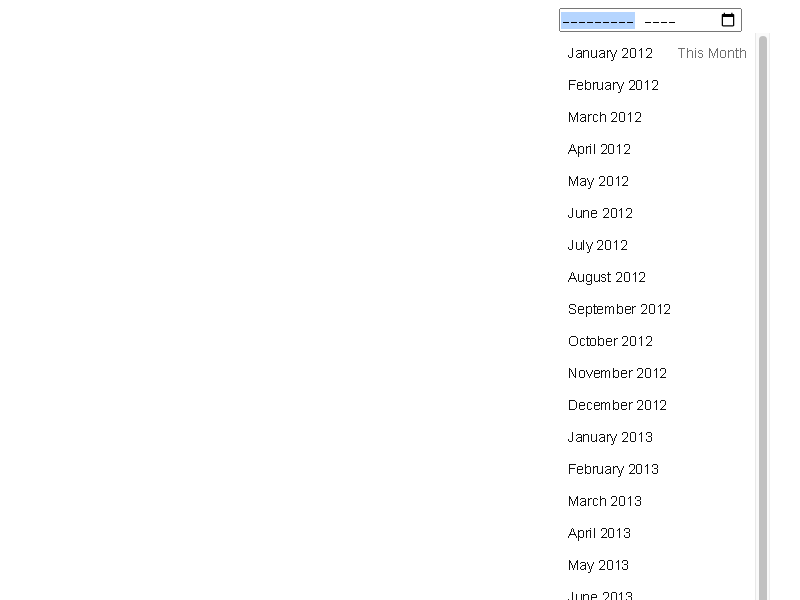 --------- ----
January 2012 This Month
February 2012
March 2012
April 2012
May 2012
June 2012
July 2012
August 2012
September 2012
October 2012
November 2012
December 2012
January 2013
February 2013
March 2013
April 2013
May 2013
June 2013